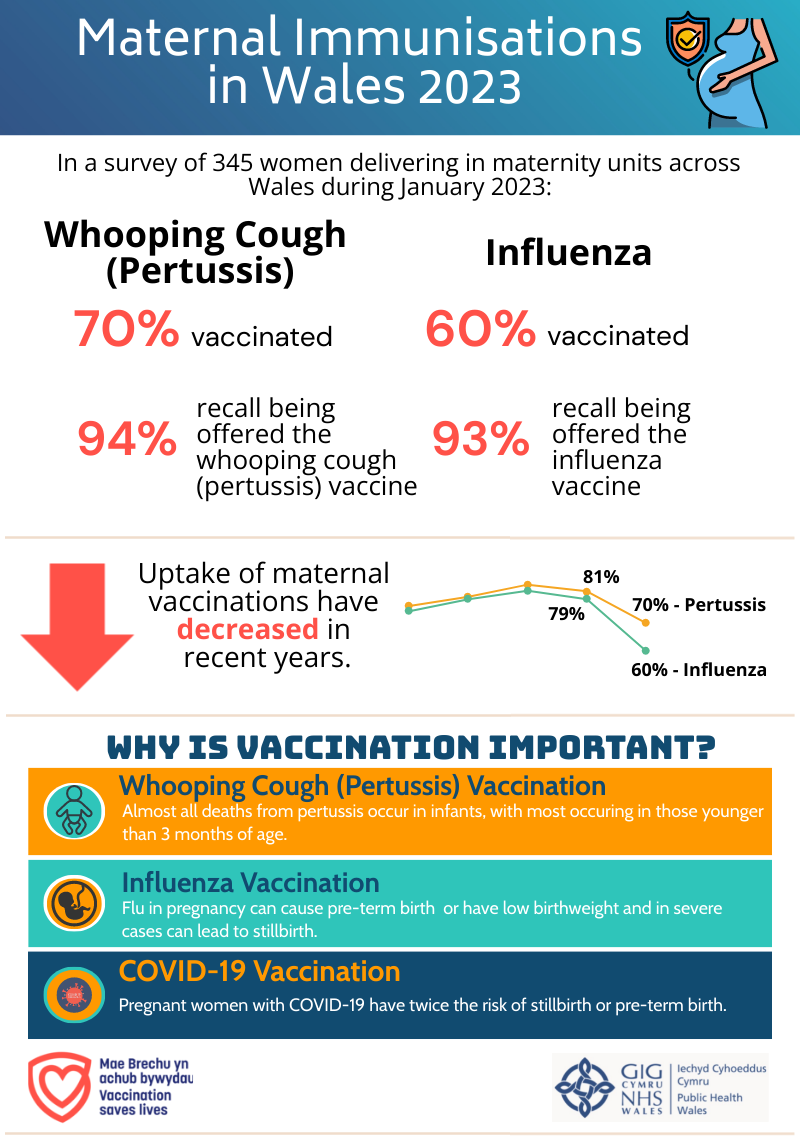 Maternal Immunisations
in Wales 2023
In a survey of 345 women delivering in maternity units across
Wales during January 2023:
Whooping Cough
(Pertussis)
70% vaccinated
94% recall being
offered the
whooping cough
(pertussis) vaccine
Influenza
60% vaccinated
93% recall being
offered the
influenza
vaccine
Uptake of maternal
vaccinations have
decreased in
recent years.
81%
79%
70% - Pertussis
60% - Influenza
WHY IS VACCINATION IMPORTANT?
Whooping Cough (Pertussis) Vaccination
Almost all deaths from pertussis occur in infants, with most occuring in those younger
than 3 months of age.
Influenza Vaccination
Flu in pregnancy can cause pre-term birth or have low birthweight and in severe
cases can lead to stillbirth.
COVID-19 Vaccination
Pregnant women with COVID-19 have twice the risk of stillbirth or pre-term birth.
Mae Brechu yn
achub bywydau
Vaccination
saves lives
GIG
CYMRU
NHS
WALES
Iechyd Cyhoeddus
Cymru
Public Health
Wales